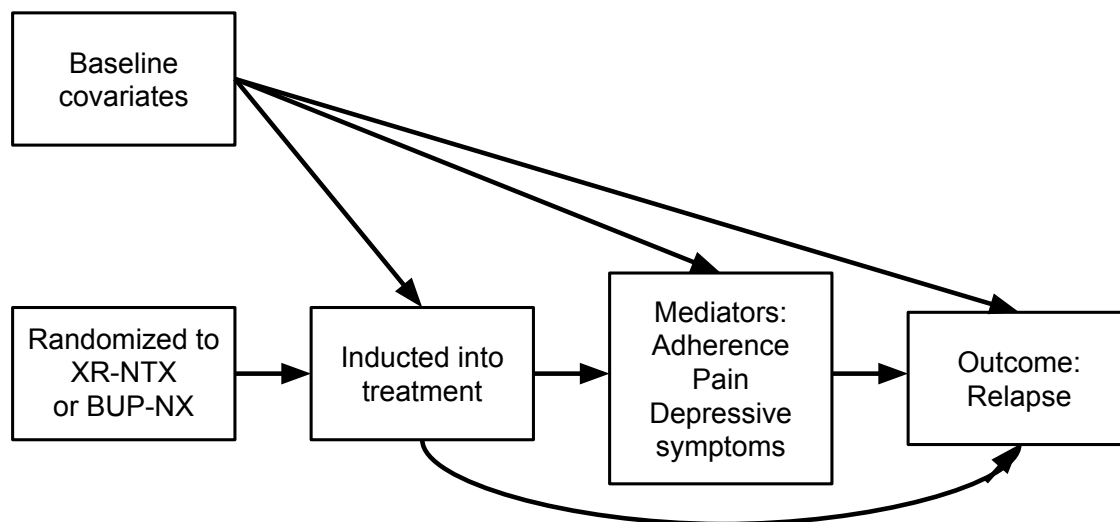 Baseline
covariates
Randomized to
XR-NTX
or BUP-NX
Inducted into
treatment
Mediators:
Adherence
Pain
Depressive
symptoms
Outcome:
Relapse